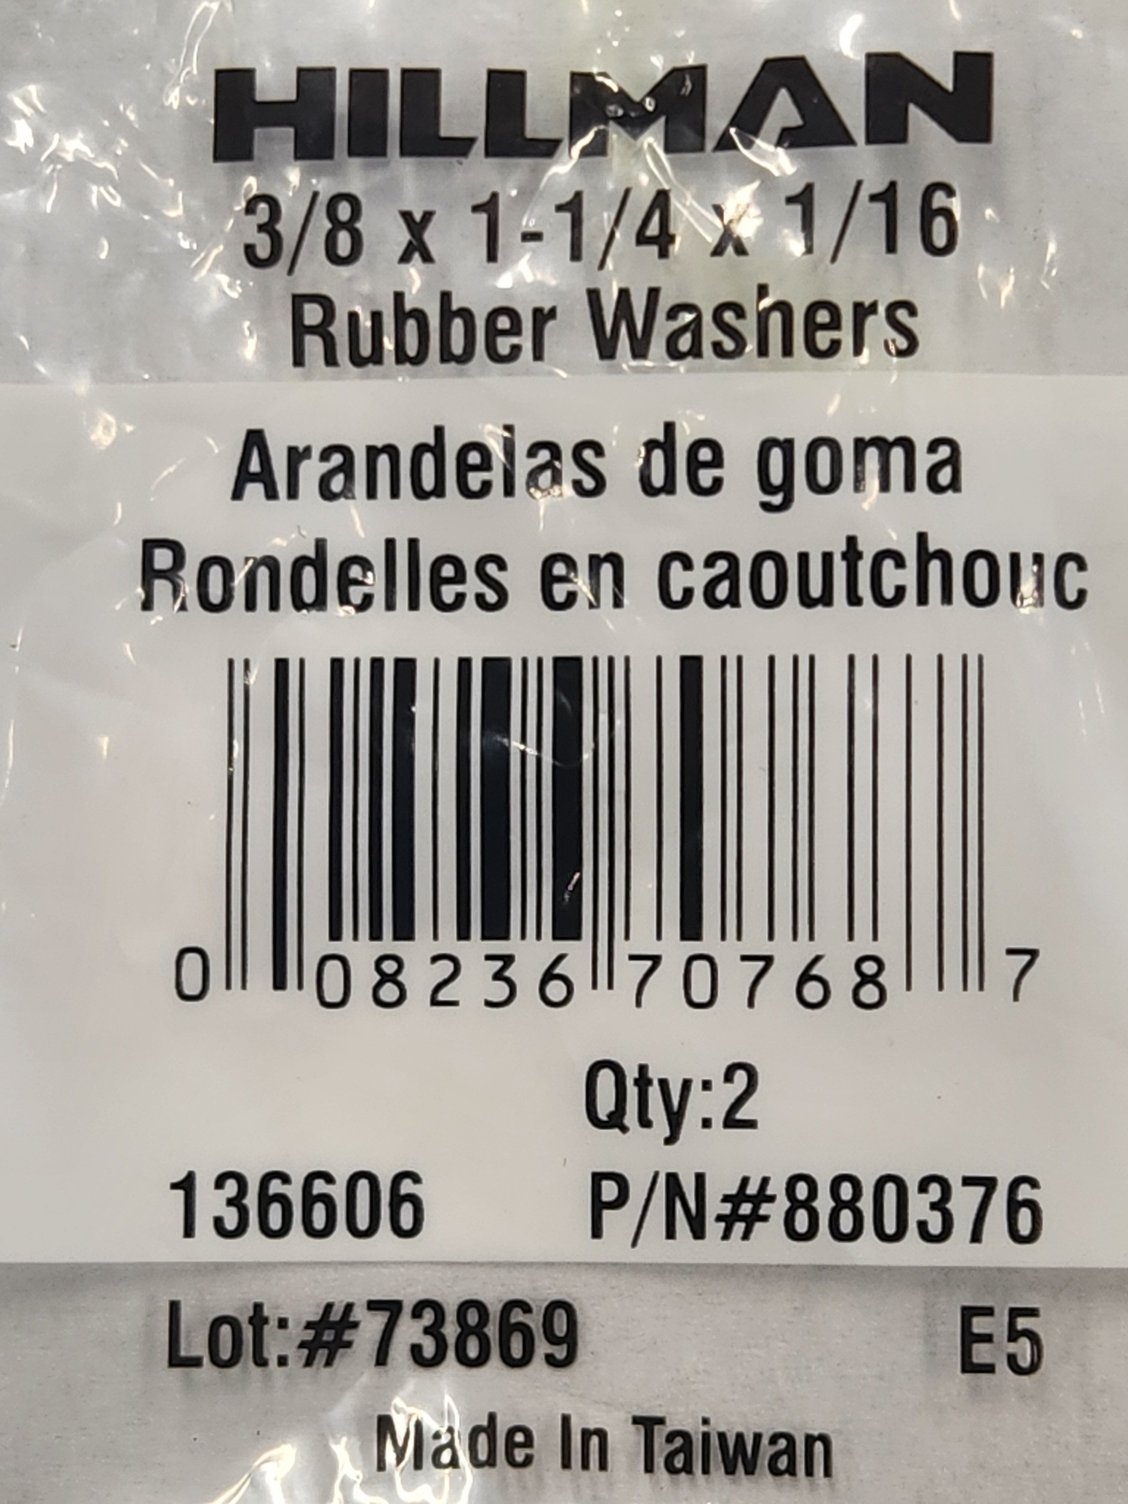 HILLMAN
3/8 x 1-1/4 x 1/16
Rubber Washers
Arandelas de goma
Rondelles en caoutchouc
0 08236 70768 7
Qty:2
136606 P/N#880376
Lot:#73869 E5
Made In Taiwan